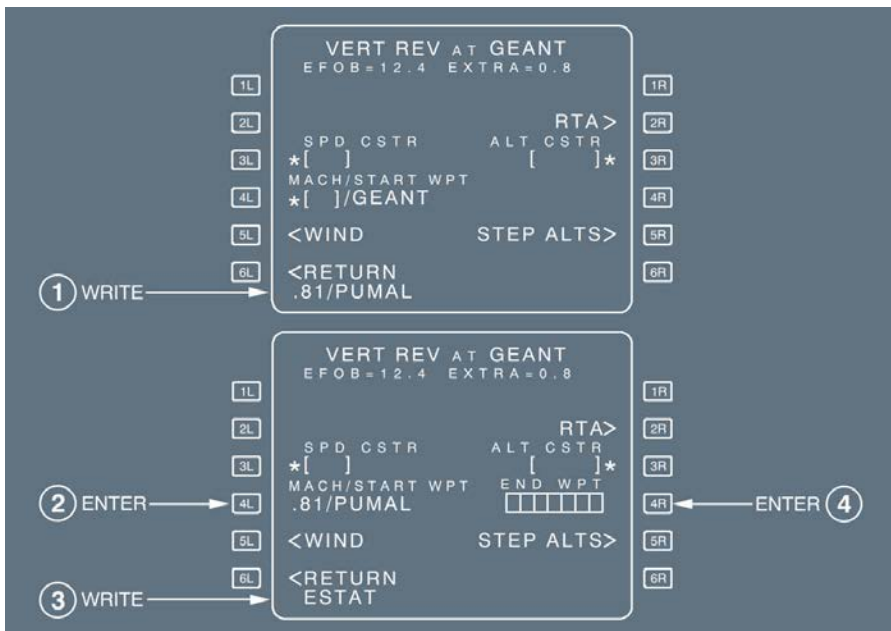 VERT REV AT GEANT
EFOB=12.4 EXTRA=0.8
1L 1R
2L RTA> 2R
SPD CSTR ALT CSTR
3L *[ ] [ ]* 3R
MACH/START WPT
4L *[ ]/GEANT 4R
5L <WIND STEP ALTS> 5R
6L <RETURN 6R
1 WRITE .81/PUMAL
VERT REV AT GEANT
EFOB=12.4 EXTRA=0.8
1L 1R
2L RTA> 2R
SPD CSTR ALT CSTR
3L *[ ] [ ]* 3R
MACH/START WPT END WPT
2 ENTER 4L .81/PUMAL 4R ENTER 4
5L <WIND STEP ALTS> 5R
6L <RETURN 6R
3 WRITE ESTAT